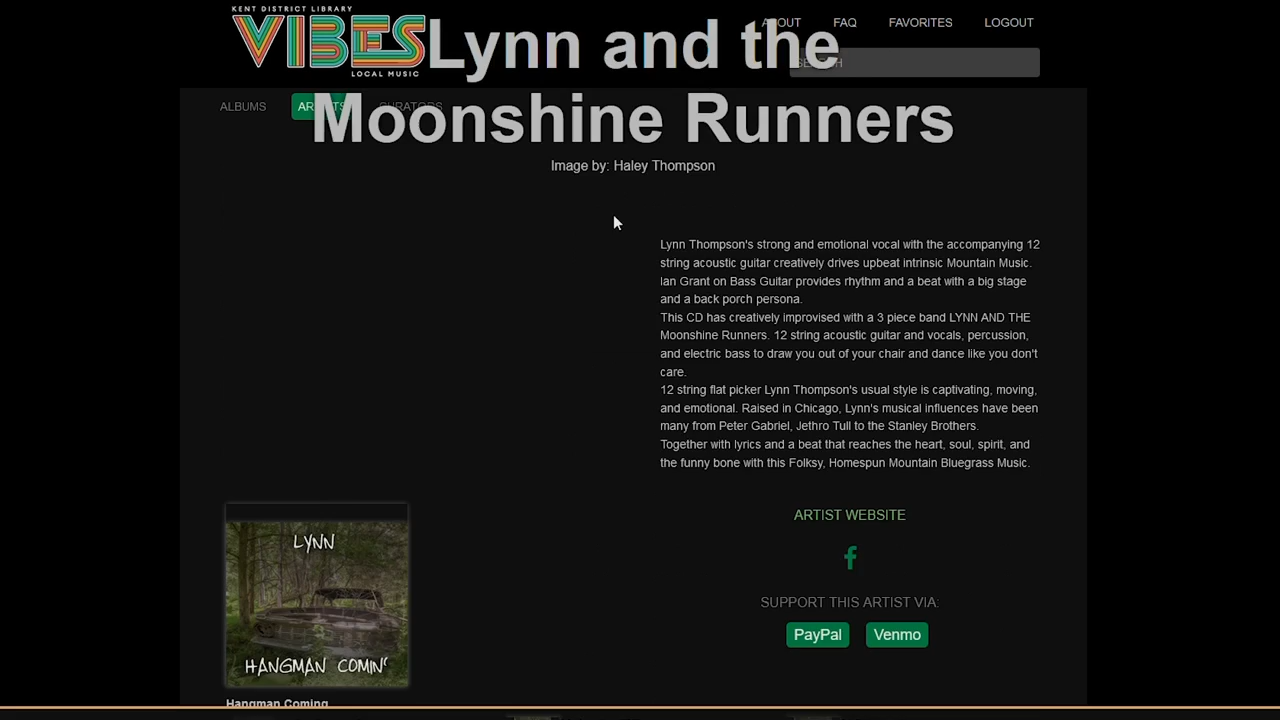 KENT DISTRICT LIBRARY
VIBES
LOCAL MUSIC
ABOUT FAQ FAVORITES LOGOUT
SEARCH
ALBUMS ARTISTS CURATORS
Lynn and the
Moonshine Runners
Image by: Haley Thompson
Lynn Thompson's strong and emotional vocal with the accompanying 12
string acoustic guitar creatively drives upbeat intrinsic Mountain Music.
Ian Grant on Bass Guitar provides rhythm and a beat with a big stage
and a back porch persona.
This CD has creatively improvised with a 3 piece band LYNN AND THE
Moonshine Runners. 12 string acoustic guitar and vocals, percussion,
and electric bass to draw you out of your chair and dance like you don't
care.
12 string flat picker Lynn Thompson's usual style is captivating, moving,
and emotional. Raised in Chicago, Lynn's musical influences have been
many from Peter Gabriel, Jethro Tull to the Stanley Brothers.
Together with lyrics and a beat that reaches the heart, soul, spirit, and
the funny bone with this Folksy, Homespun Mountain Bluegrass Music.
LYNN
HANGMAN COMIN'
Hangman Coming
ARTIST WEBSITE
f
SUPPORT THIS ARTIST VIA:
PayPal Venmo